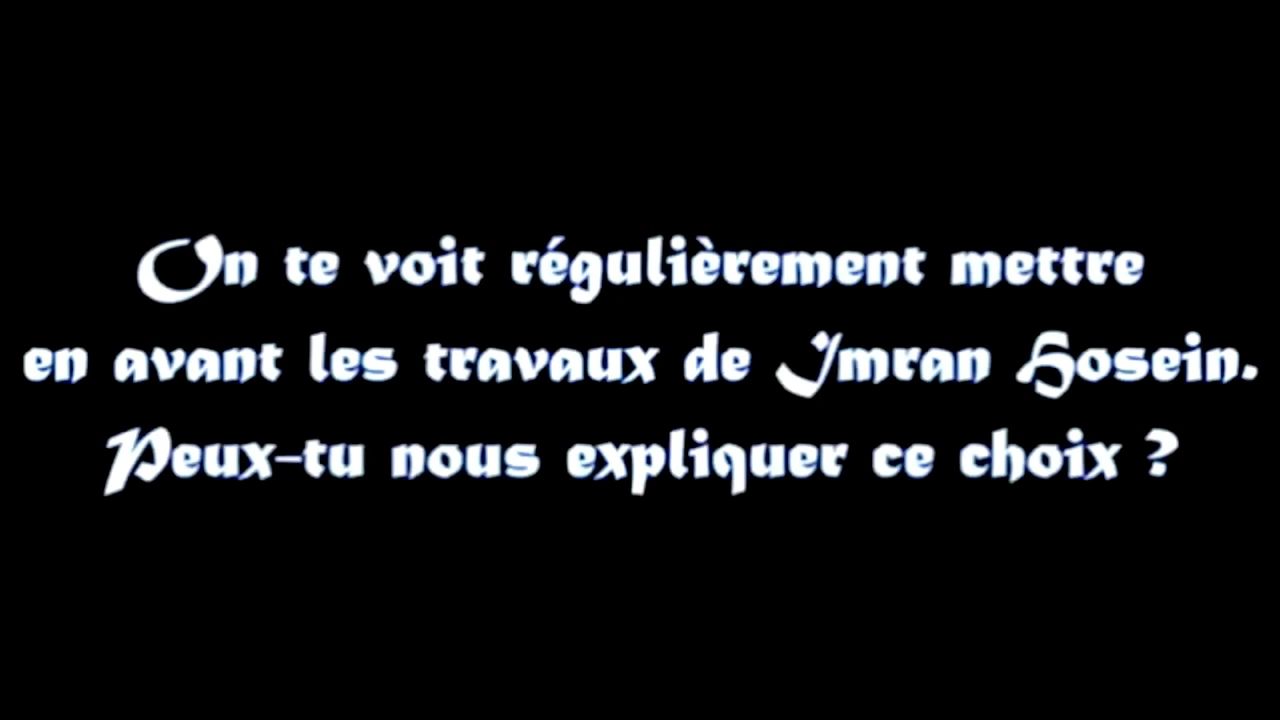 On te voit régulièrement mettre
en avant les travaux de Imran Hosein.
Peux-tu nous expliquer ce choix ?